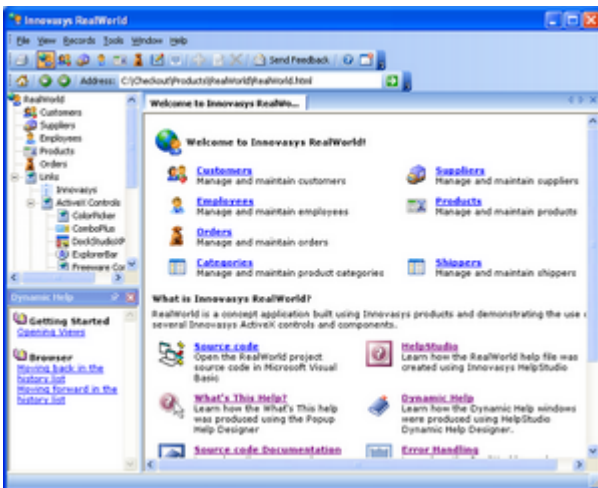 Innovasys RealWorld
File View Records Tools Window Help
Send Feedback
Address: C:\Checkout\Products\RealWorld\RealWorld.html
RealWorld
Customers
Suppliers
Employees
Products
Orders
Links
Innovasys
ActiveX Controls
ColorPicker
ComboPlus
DockStudioXP
ExplorerBar
Freeware Cor
Dynamic Help
Getting Started
Opening Views
Browser
Moving back in the
history list
Moving forward in the
history list
Welcome to Innovasys RealWo...
Welcome to Innovasys RealWorld!
Customers
Manage and maintain customers
Suppliers
Manage and maintain suppliers
Employees
Manage and maintain employees
Products
Manage and maintain products
Orders
Manage and maintain orders
Categories
Manage and maintain product categories
Shippers
Manage and maintain shippers
What is Innovasys RealWorld?
RealWorld is a concept application built using Innovasys products and demonstrating the use
several Innovasys ActiveX controls and components.
Source code
Open the RealWorld project
source code in Microsoft Visual
Basic
HelpStudio
Learn how the RealWorld help file was
created using Innovasys HelpStudio
What's This Help?
Learn how the What's This help
was produced using the Popup
Help Designer
Dynamic Help
Learn how the Dynamic Help windows
were produced using HelpStudio
Dynamic Help Designer.
Source code Documentation
Error Handling